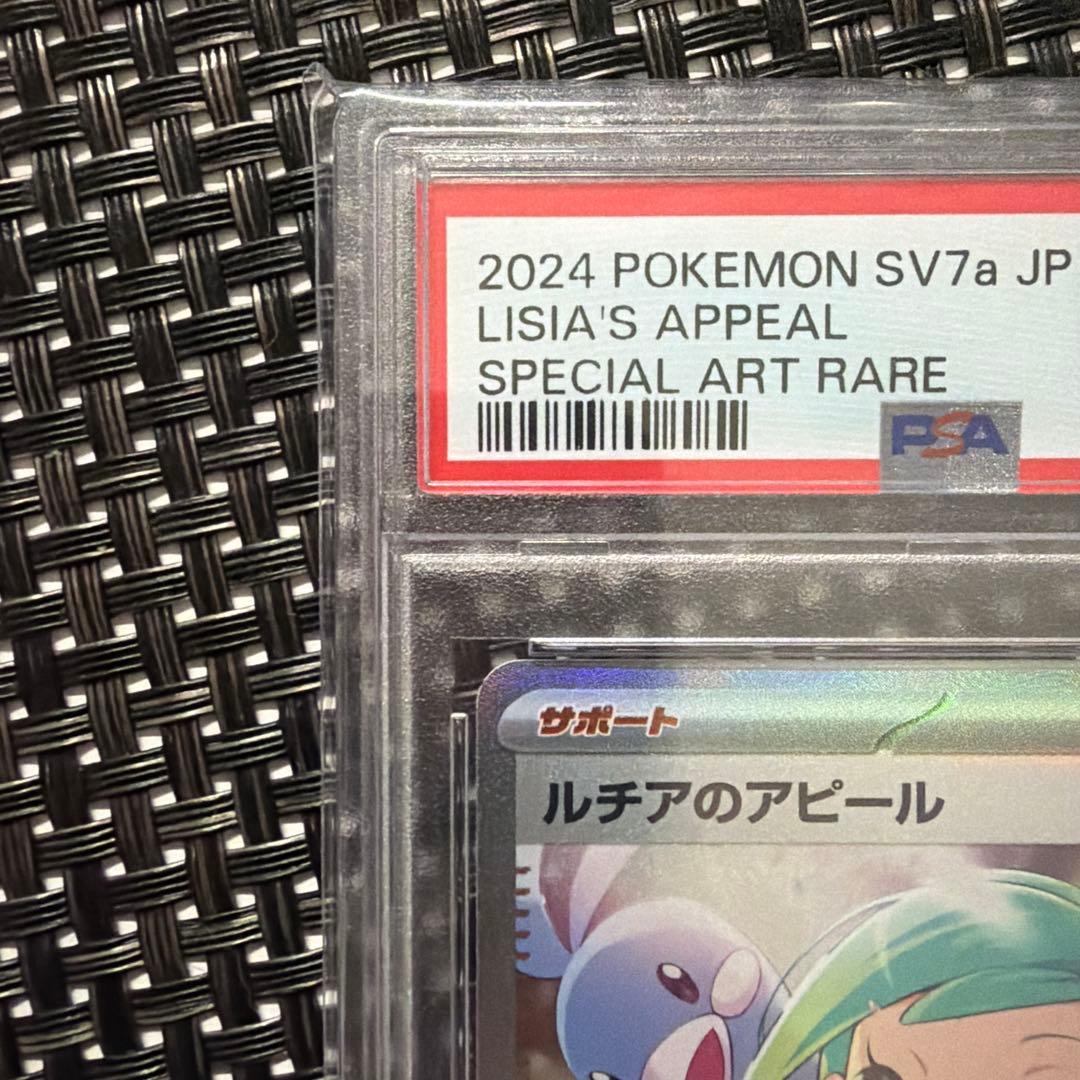 2024 POKEMON SV7a JP
LISIA'S APPEAL
SPECIAL ART RARE
PSA
サポート
ルチアのアピール